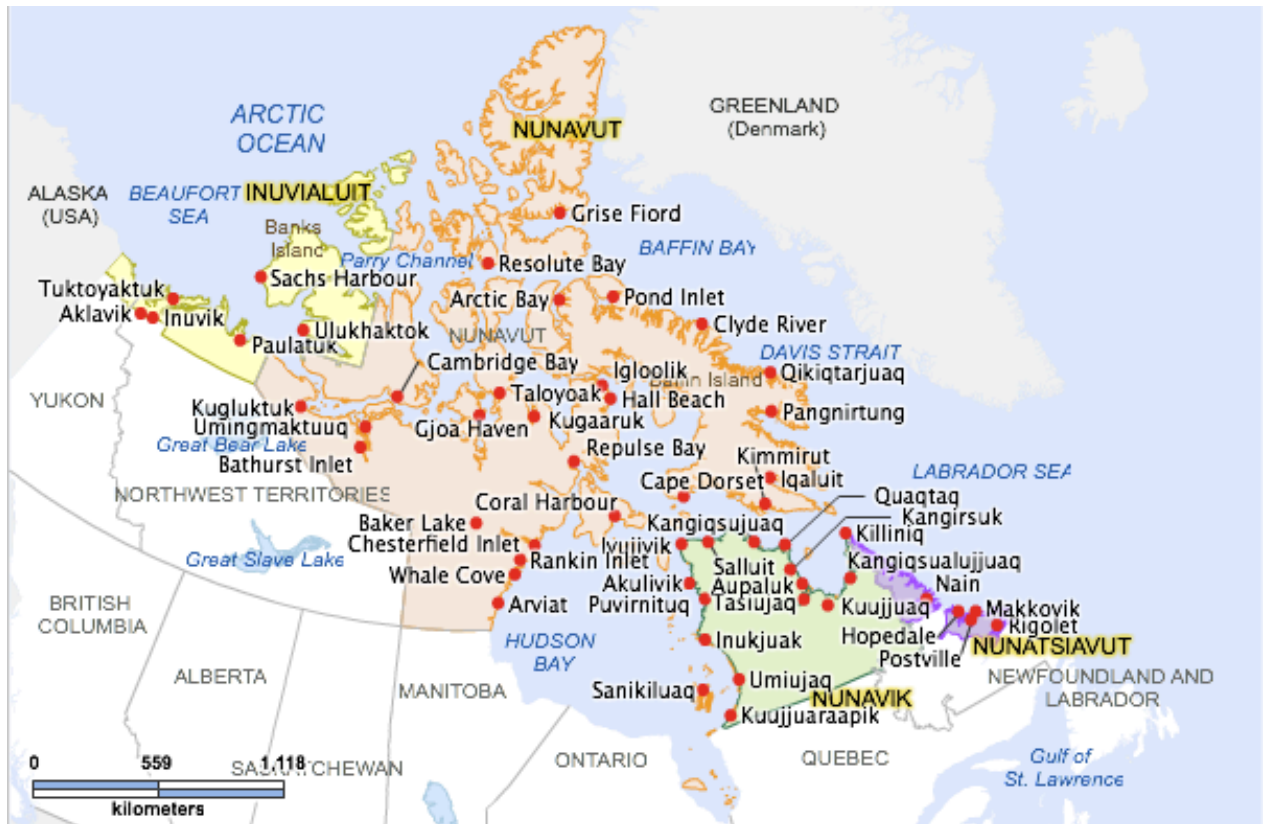 ARCTIC
OCEAN
GREENLAND
(Denmark)
NUNAVUT
ALASKA
(USA)
BEAUFORT
SEA
INUVIALUIT
Banks
Island
Grise Fiord
BAFFIN BAY
Parry Channel
Resolute Bay
Sachs Harbour
Tuktoyaktuk
Arctic Bay
Pond Inlet
Aklavik
Inuvik
Ulukhaktok
NUNAVUT
Clyde River
Paulatuk
DAVIS STRAIT
Cambridge Bay
Igloolik
Baffin Island
Qikiqtarjuaq
YUKON
Taloyoak
Hall Beach
Kugluktuk
Pangnirtung
Umingmaktuuq
Gjoa Haven
Kugaaruk
Great Bear Lake
Repulse Bay
Kimmirut
Bathurst Inlet
LABRADOR SEA
Cape Dorset
Iqaluit
NORTHWEST TERRITORIES
Quaqtaq
Coral Harbour
Kangirsuk
Baker Lake
Kangiqsujuaq
Killiniq
Chesterfield Inlet
Ivujivik
Great Slave Lake
Rankin Inlet
Salluit
Kangiqsualujjuaq
Whale Cove
Akulivik
Aupaluk
Nain
BRITISH
COLUMBIA
Arviat
Puvirnituq
Tasiujaq
Kuujjuaq
Makkovik
Rigolet
HUDSON
BAY
Inukjuak
Hopedale
Postville
NUNATSIAVUT
ALBERTA
MANITOBA
Sanikiluaq
Umiujaq
NUNAVIK
NEWFOUNDLAND AND
LABRADOR
Kuujjuaraapik
0 559 1,118
kilometers
SASKATCHEWAN
ONTARIO
QUEBEC
Gulf of
St. Lawrence